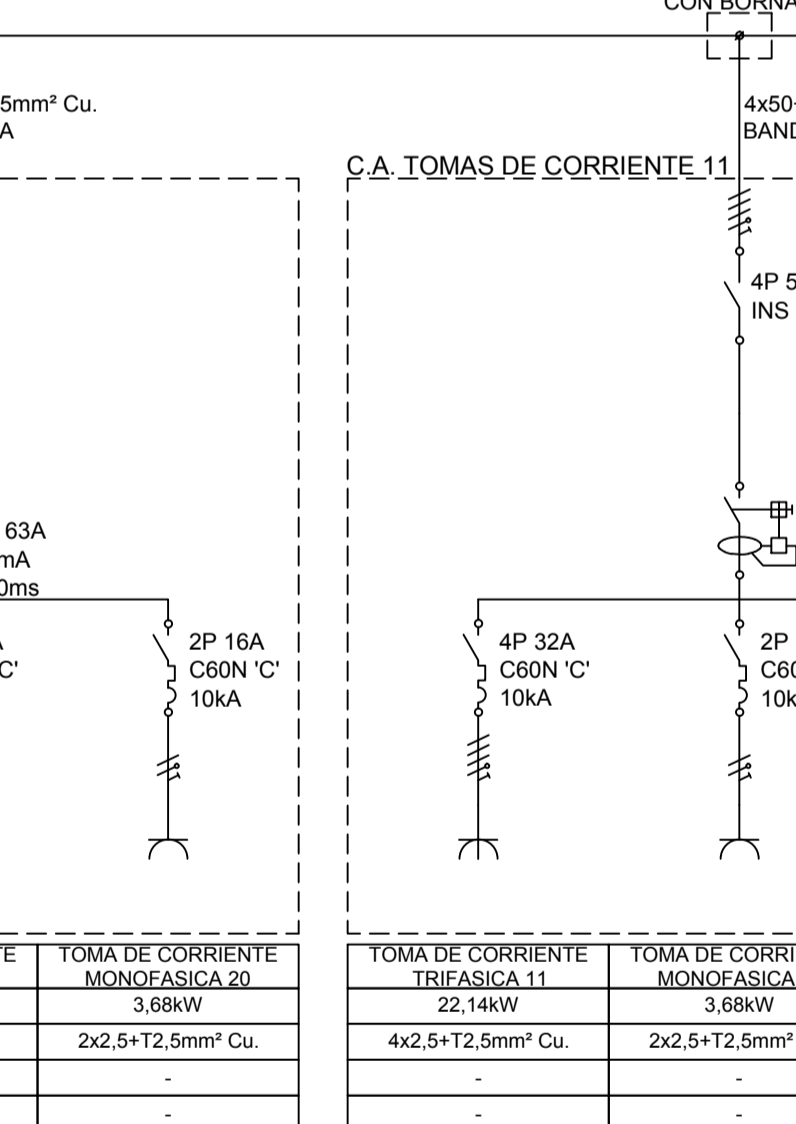 CON BORNA
5mm² Cu.
A
4x50
BAND
C.A. TOMAS DE CORRIENTE 11
4P 5
INS
63A
mA
0ms
C'
2P 16A
C60N 'C'
10kA
4P 32A
C60N 'C'
10kA
2P
C60
10k
TE
TOMA DE CORRIENTE
MONOFASICA 20
3,68kW
2x2,5+T2,5mm² Cu.
-
-
TOMA DE CORRIENTE
TRIFASICA 11
22,14kW
4x2,5+T2,5mm² Cu.
-
-
TOMA DE CORRI
MONOFASICA
3,68kW
2x2,5+T2,5mm²
-
-